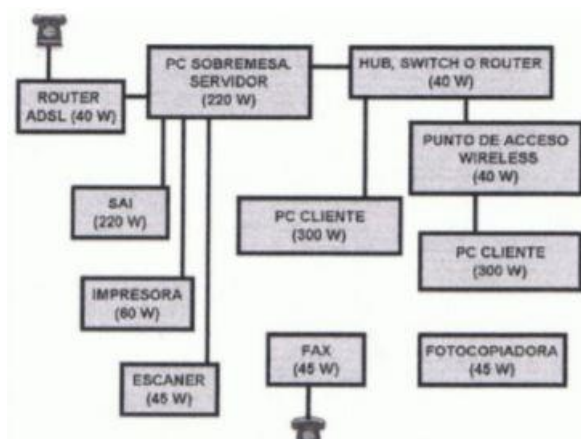 PC SOBREMESA.
SERVIDOR
(220 W)
HUB, SWITCH O ROUTER
(40 W)
ROUTER
ADSL (40 W)
PUNTO DE ACCESO
WIRELESS
(40 W)
SAI
(220 W)
PC CLIENTE
(300 W)
PC CLIENTE
(300 W)
IMPRESORA
(60 W)
FAX
(45 W)
FOTOCOPIADORA
(45 W)
ESCANER
(45 W)